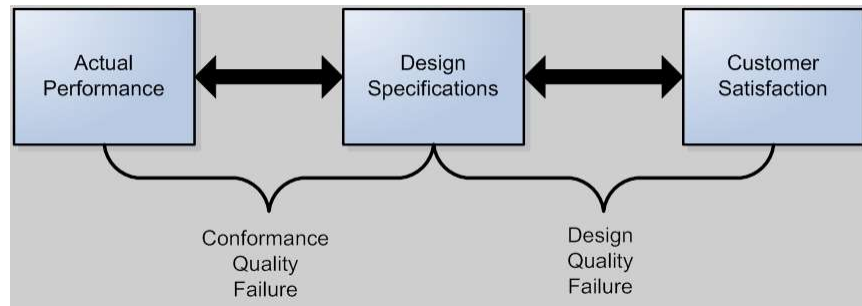 Actual
Performance
Design
Specifications
Customer
Satisfaction
Conformance
Quality
Failure
Design
Quality
Failure